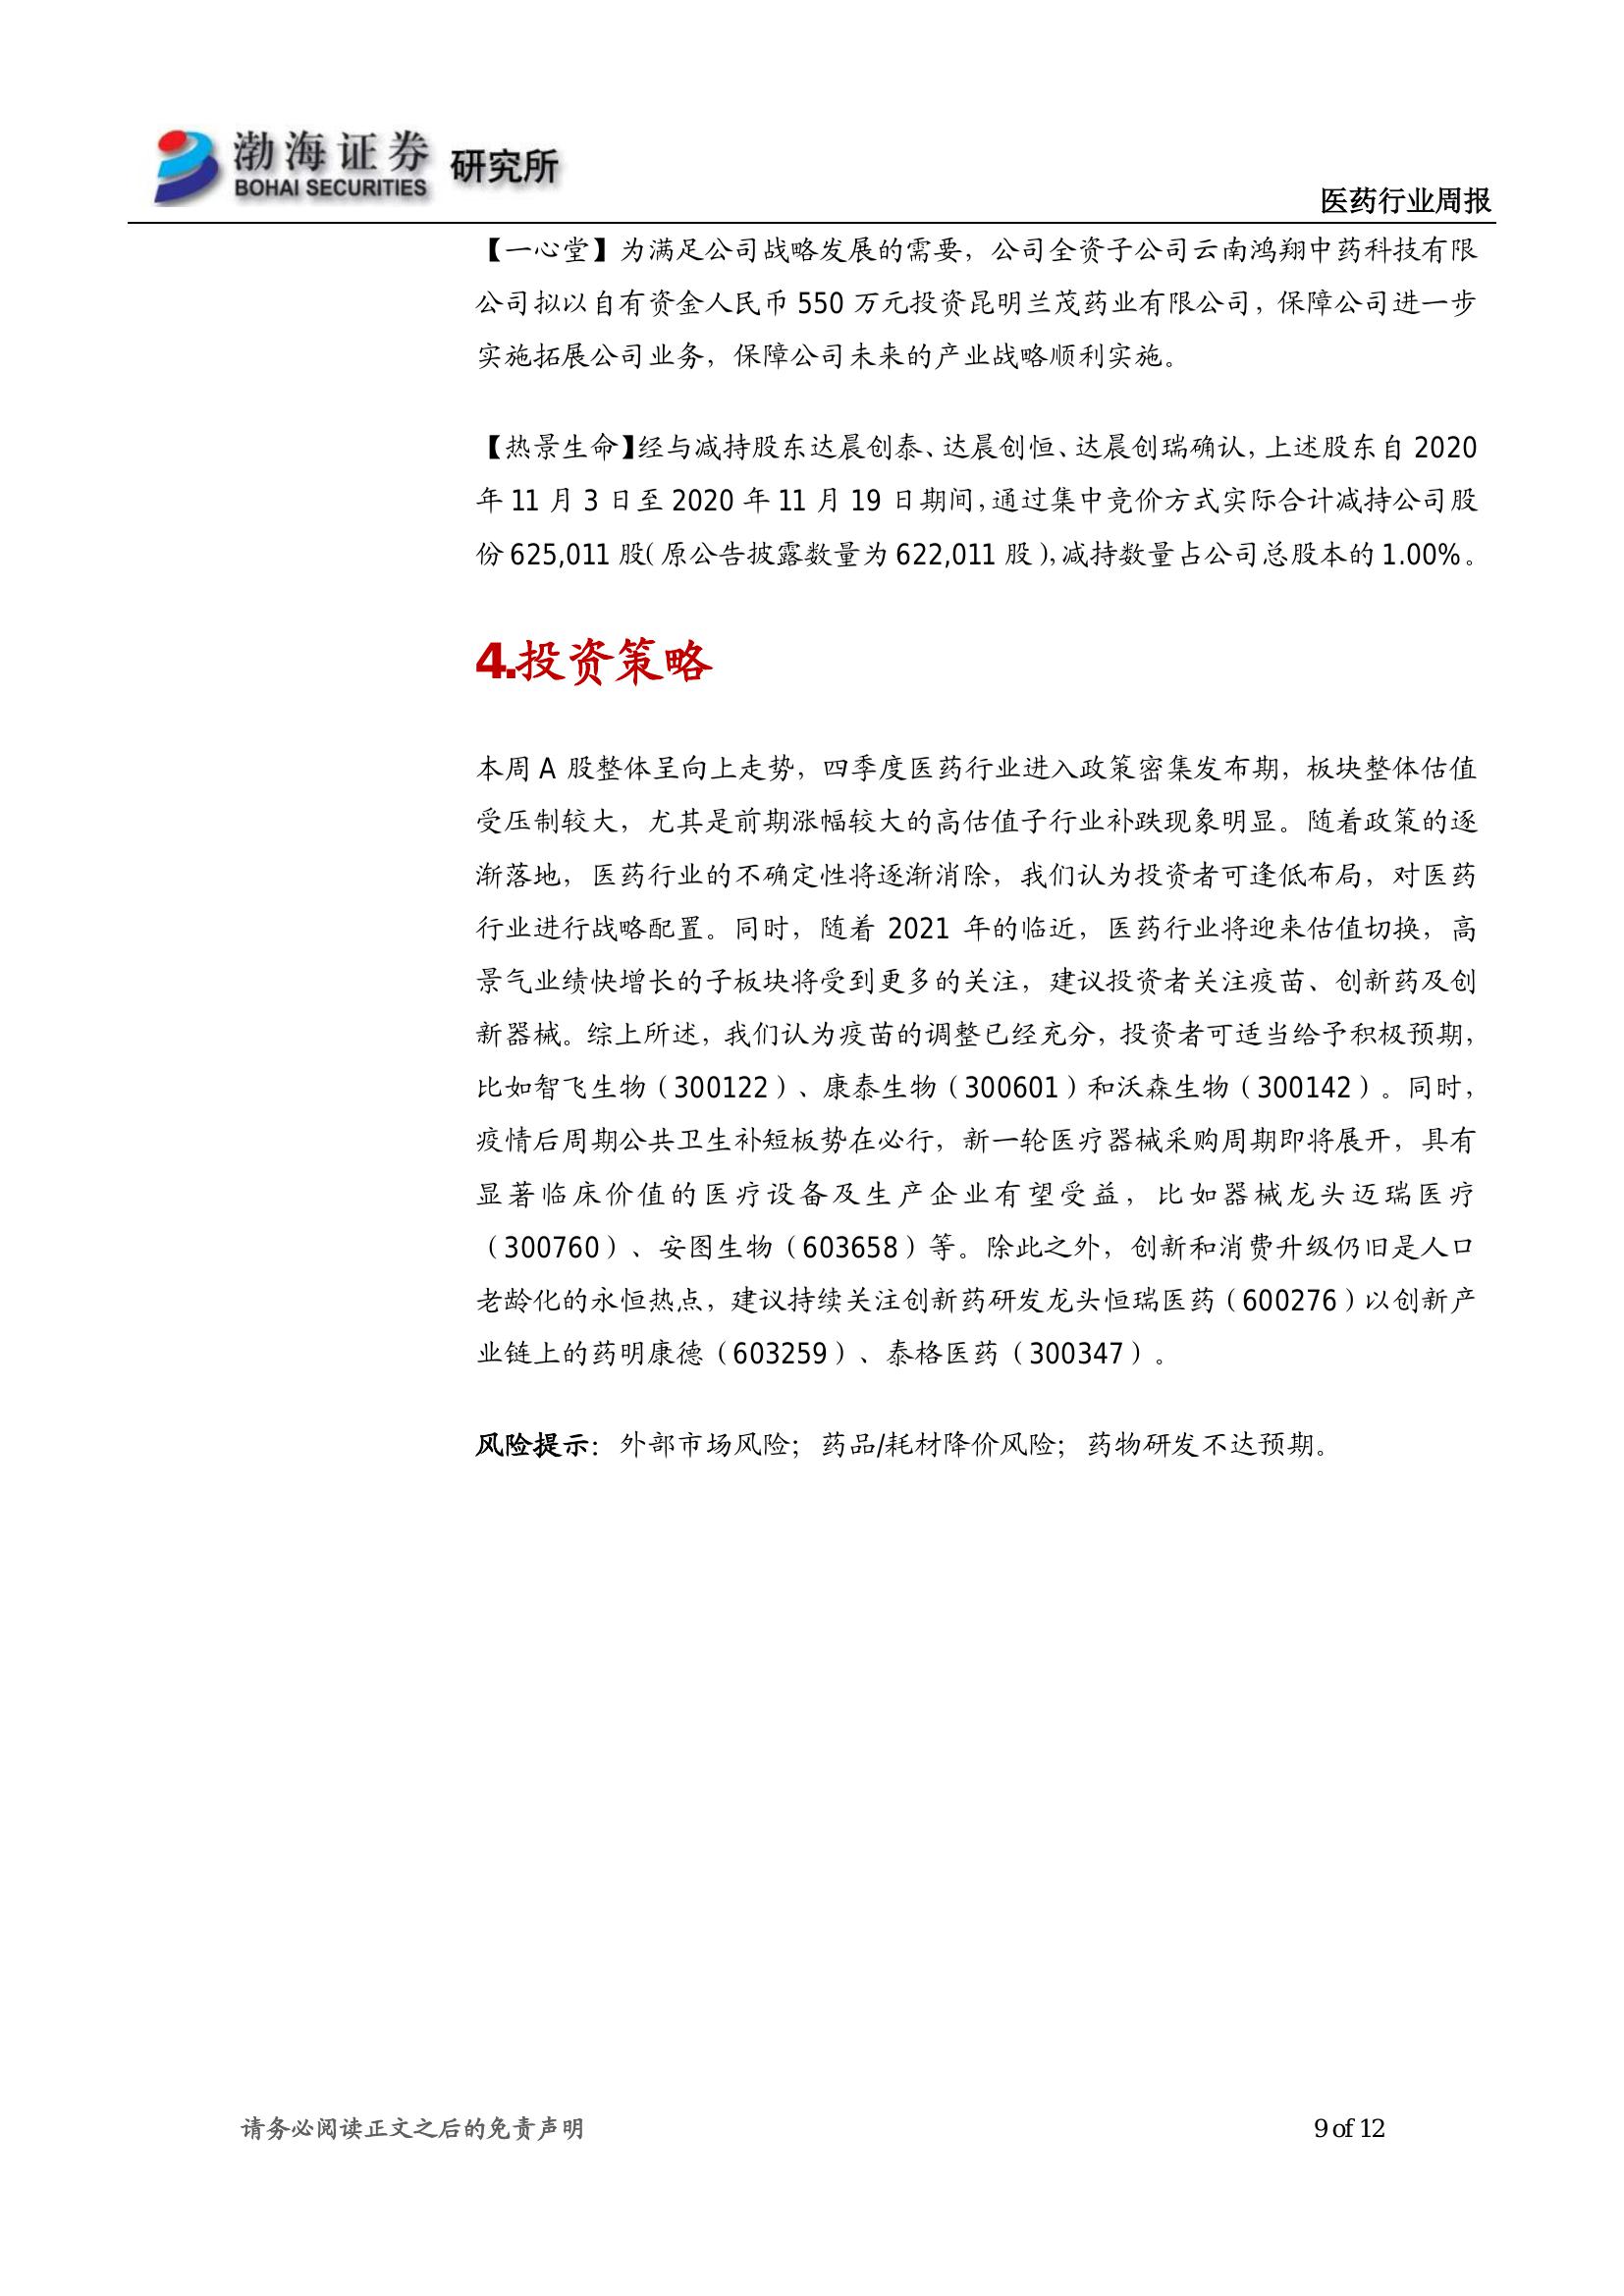 渤海证券 研究所
BOHAI SECURITIES
医药行业周报
【一心堂】为满足公司战略发展的需要，公司全资子公司云南鸿翔中药科技有限
公司拟以自有资金人民币 550 万元投资昆明兰茂药业有限公司，保障公司进一步
实施拓展公司业务，保障公司未来的产业战略顺利实施。
【热景生命】经与减持股东达晨创泰、达晨创恒、达晨创瑞确认，上述股东自 2020
年 11 月 3 日至 2020 年 11 月 19 日期间，通过集中竞价方式实际合计减持公司股
份 625,011 股（原公告披露数量为 622,011 股），减持数量占公司总股本的 1.00%。
4.投资策略
本周 A 股整体呈向上走势，四季度医药行业进入政策密集发布期，板块整体估值
受压制较大，尤其是前期涨幅较大的高估值子行业补跌现象明显。随着政策的逐
渐落地，医药行业的不确定性将逐渐消除，我们认为投资者可逢低布局，对医药
行业进行战略配置。同时，随着 2021 年的临近，医药行业将迎来估值切换，高
景气业绩快增长的子板块将受到更多的关注，建议投资者关注疫苗、创新药及创
新器械。综上所述，我们认为疫苗的调整已经充分，投资者可适当给予积极预期，
比如智飞生物（300122）、康泰生物（300601）和沃森生物（300142）。同时，
疫情后周期公共卫生补短板势在必行，新一轮医疗器械采购周期即将展开，具有
显著临床价值的医疗设备及生产企业有望受益，比如器械龙头迈瑞医疗
（300760）、安图生物（603658）等。除此之外，创新和消费升级仍旧是人口
老龄化的永恒热点，建议持续关注创新药研发龙头恒瑞医药（600276）以创新产
业链上的药明康德（603259）、泰格医药（300347）。
风险提示：外部市场风险；药品/耗材降价风险；药物研发不达预期。
请务必阅读正文之后的免责声明
9 of 12